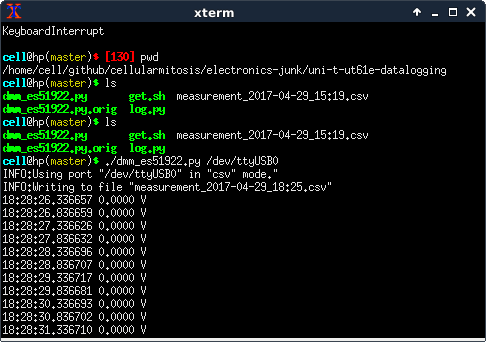 xterm
KeyboardInterrupt
cell@hp(master)$ [130] pwd
/home/cell/github/cellularmitosis/electronics-junk/uni-t-ut61e-datalogging
cell@hp(master)$ ls
dmm_es51922.py       get.sh  measurement_2017-04-29_15:19.csv
dmm_es51922.py.orig  log.py
cell@hp(master)$ ls
dmm_es51922.py       get.sh  measurement_2017-04-29_15:19.csv
dmm_es51922.py.orig  log.py
cell@hp(master)$ ./dmm_es51922.py /dev/ttyUSB0
INFO:Using port "/dev/ttyUSB0" in "csv" mode."
INFO:Writing to file "measurement_2017-04-29_18:25.csv"
18:28:26.336657 0.0000 V
18:28:26.836659 0.0000 V
18:28:27.336626 0.0000 V
18:28:27.836632 0.0000 V
18:28:28.336698 0.0000 V
18:28:28.836707 0.0000 V
18:28:29.336717 0.0000 V
18:28:29.836681 0.0000 V
18:28:30.336693 0.0000 V
18:28:30.836702 0.0000 V
18:28:31.336710 0.0000 V